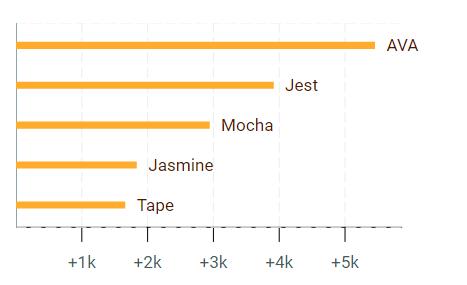 AVA
Jest
Mocha
Jasmine
Tape
+1k +2k +3k +4k +5k